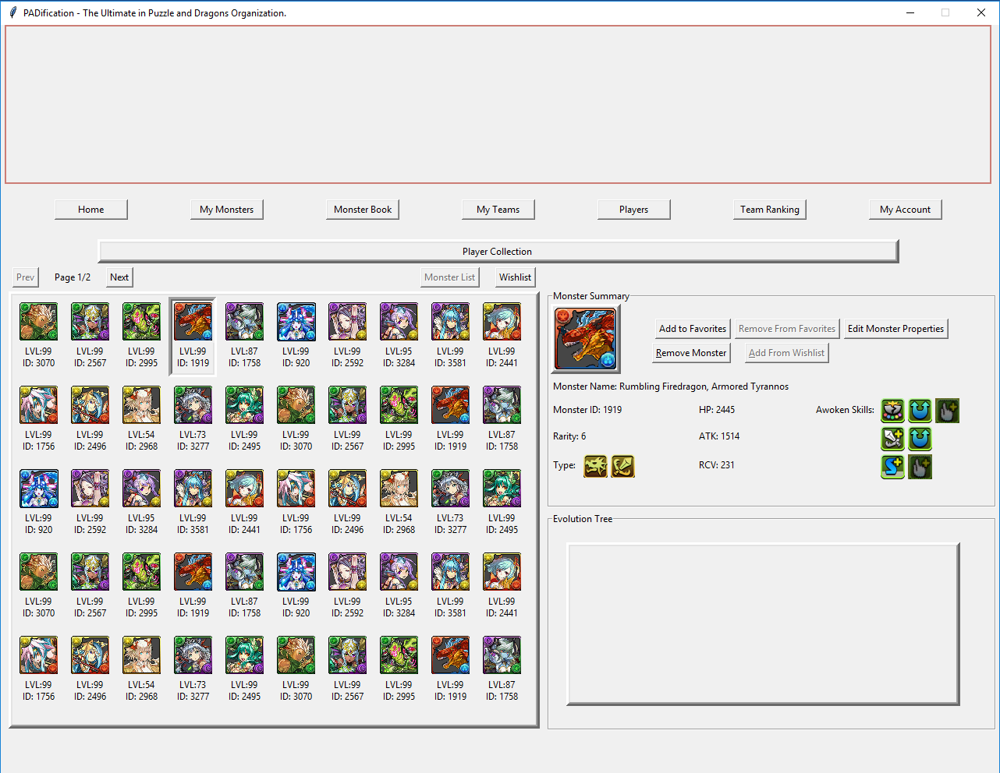 PADification - The Ultimate in Puzzle and Dragons Organization.
Home My Monsters Monster Book My Teams Players Team Ranking My Account
Player Collection
Prev Page 1/2 Next Monster List Wishlist
LVL:99 LVL:99 LVL:99 LVL:99 LVL:87 LVL:99 LVL:99 LVL:95 LVL:99 LVL:99
ID: 3070 ID: 2567 ID: 2995 ID: 1919 ID: 1758 ID: 920 ID: 2592 ID: 3284 ID: 3581 ID: 2441
LVL:99 LVL:99 LVL:54 LVL:73 LVL:99 LVL:99 LVL:99 LVL:99 LVL:99 LVL:87
ID: 1756 ID: 2496 ID: 2968 ID: 3277 ID: 2495 ID: 3070 ID: 2567 ID: 2995 ID: 1919 ID: 1758
LVL:99 LVL:99 LVL:95 LVL:99 LVL:99 LVL:99 LVL:99 LVL:54 LVL:73 LVL:99
ID: 920 ID: 2592 ID: 3284 ID: 3581 ID: 2441 ID: 1756 ID: 2496 ID: 2968 ID: 3277 ID: 2495
LVL:99 LVL:99 LVL:99 LVL:99 LVL:87 LVL:99 LVL:99 LVL:95 LVL:99 LVL:99
ID: 3070 ID: 2567 ID: 2995 ID: 1919 ID: 1758 ID: 920 ID: 2592 ID: 3284 ID: 3581 ID: 2441
LVL:99 LVL:99 LVL:54 LVL:73 LVL:99 LVL:99 LVL:99 LVL:99 LVL:99 LVL:87
ID: 1756 ID: 2496 ID: 2968 ID: 3277 ID: 2495 ID: 3070 ID: 2567 ID: 2995 ID: 1919 ID: 1758
Monster Summary
Add to Favorites Remove From Favorites Edit Monster Properties
Remove Monster Add From Wishlist
Monster Name: Rumbling Firedragon, Armored Tyrannos
Monster ID: 1919 HP: 2445 Awoken Skills:
Rarity: 6 ATK: 1514
Type: RCV: 231
Evolution Tree